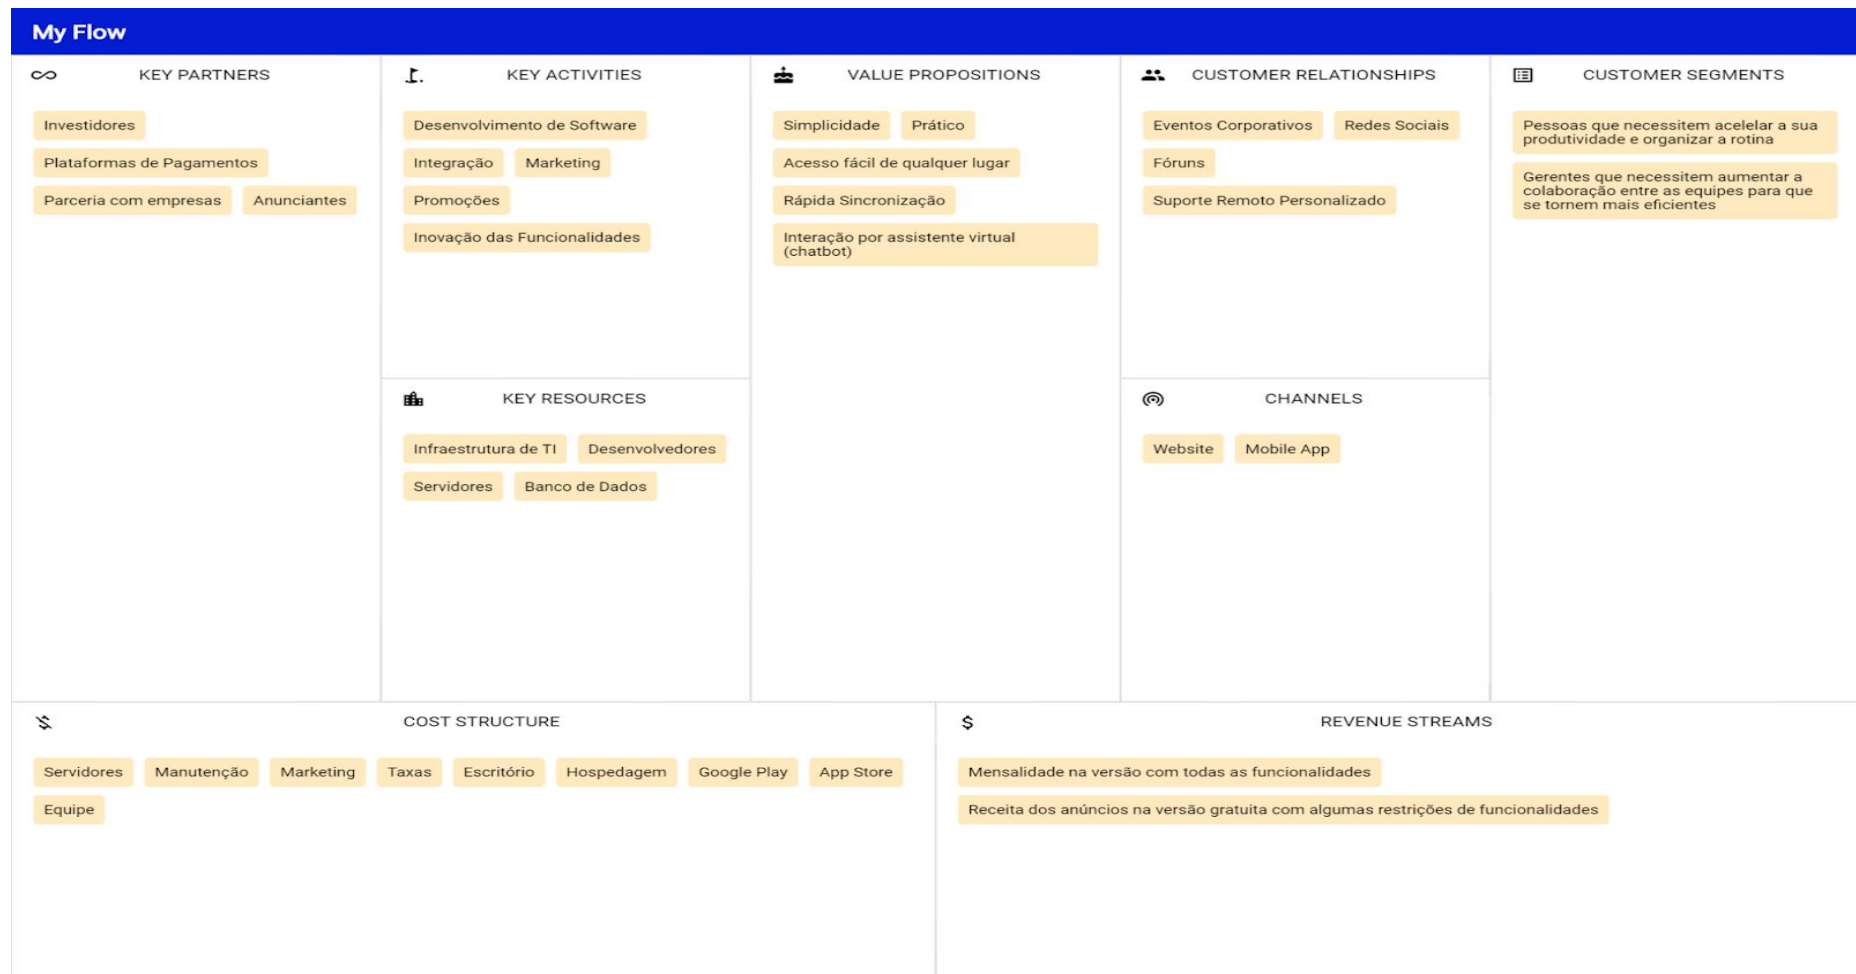 My Flow
KEY PARTNERS
Investidores
Plataformas de Pagamentos
Parceria com empresas Anunciantes
KEY ACTIVITIES
Desenvolvimento de Software
Integração Marketing
Promoções
Inovação das Funcionalidades
KEY RESOURCES
Infraestrutura de TI Desenvolvedores
Servidores Banco de Dados
VALUE PROPOSITIONS
Simplicidade Prático
Acesso fácil de qualquer lugar
Rápida Sincronização
Interação por assistente virtual
(chatbot)
CUSTOMER RELATIONSHIPS
Eventos Corporativos Redes Sociais
Fóruns
Suporte Remoto Personalizado
CHANNELS
Website Mobile App
CUSTOMER SEGMENTS
Pessoas que necessitem acelelar a sua
produtividade e organizar a rotina
Gerentes que necessitem aumentar a
colaboração entre as equipes para que
se tornem mais eficientes
COST STRUCTURE
Servidores Manutenção Marketing Taxas Escritório Hospedagem Google Play App Store
Equipe
REVENUE STREAMS
Mensalidade na versão com todas as funcionalidades
Receita dos anúncios na versão gratuita com algumas restrições de funcionalidades